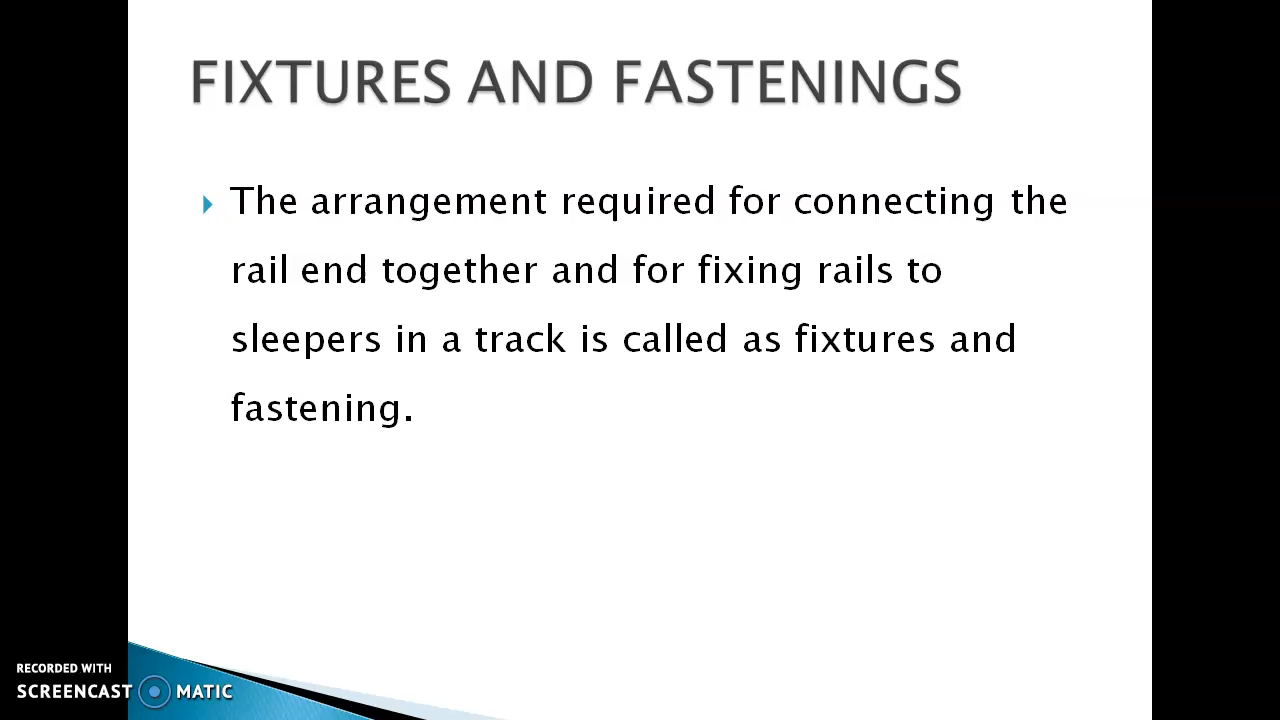 FIXTURES AND FASTENINGS
The arrangement required for connecting the
rail end together and for fixing rails to
sleepers in a track is called as fixtures and
fastening.
RECORDED WITH
SCREENCAST MATIC